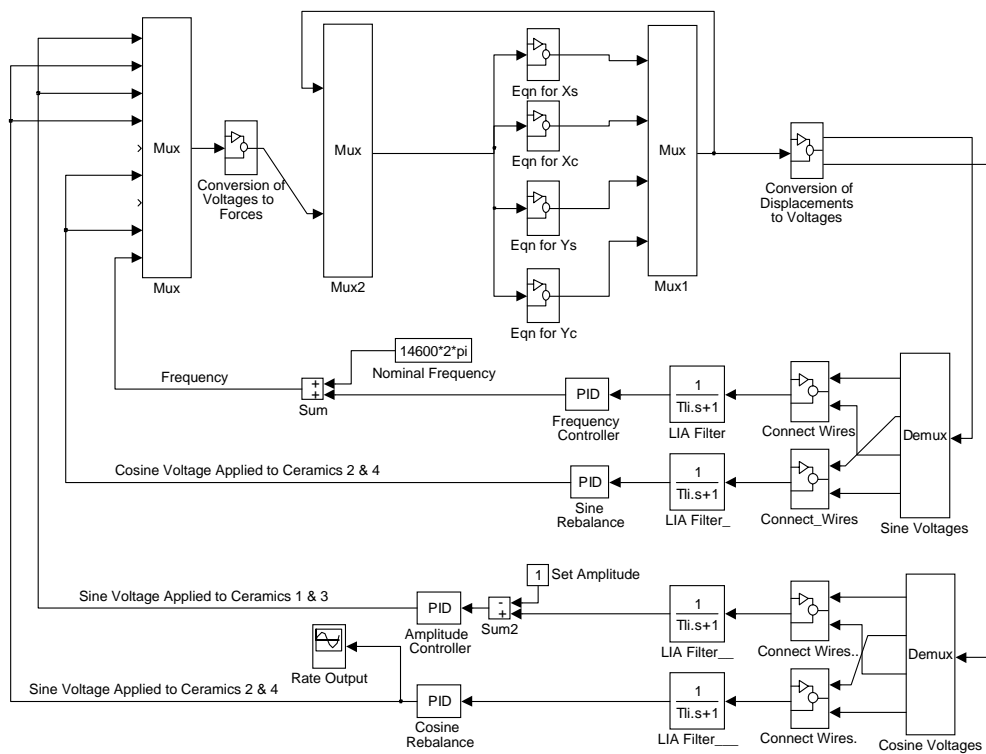 Mux
Mux
Conversion of
Voltages to
Forces
Mux
Mux2
Eqn for Xs
Eqn for Xc
Eqn for Ys
Eqn for Yc
Mux
Mux1
Conversion of
Displacements
to Voltages
14600*2*pi
Nominal Frequency
Frequency
+
+
Sum
PID
Frequency
Controller
1
Tli.s+1
LIA Filter
Connect Wires
Demux
Sine Voltages
Cosine Voltage Applied to Ceramics 2 & 4
PID
Sine
Rebalance
1
Tli.s+1
LIA Filter_
Connect_Wires
1
Set Amplitude
Sine Voltage Applied to Ceramics 1 & 3
PID
Amplitude
Controller
-
+
Sum2
1
Tli.s+1
LIA Filter__
Connect Wires..
Demux
Cosine Voltages
Rate Output
Sine Voltage Applied to Ceramics 2 & 4
PID
Cosine
Rebalance
1
Tli.s+1
LIA Filter___
Connect Wires.